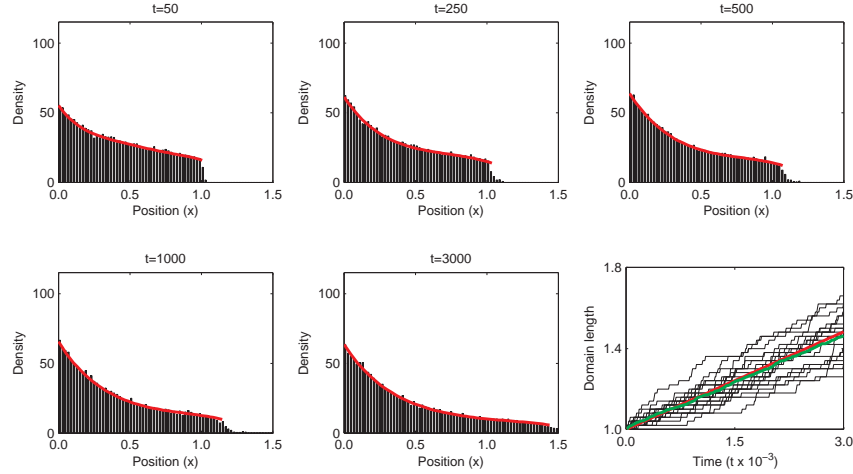 t=50
t=250
t=500
100
50
0
Density
0.0 0.5 1.0 1.5
Position (x)
100
50
0
Density
0.0 0.5 1.0 1.5
Position (x)
100
50
0
Density
0.0 0.5 1.0 1.5
Position (x)
t=1000
t=3000
100
50
0
Density
0.0 0.5 1.0 1.5
Position (x)
100
50
0
Density
0.0 0.5 1.0 1.5
Position (x)
1.8
1.4
1.0
Domain length
0.0 1.5 3.0
Time (t x 10⁻³)